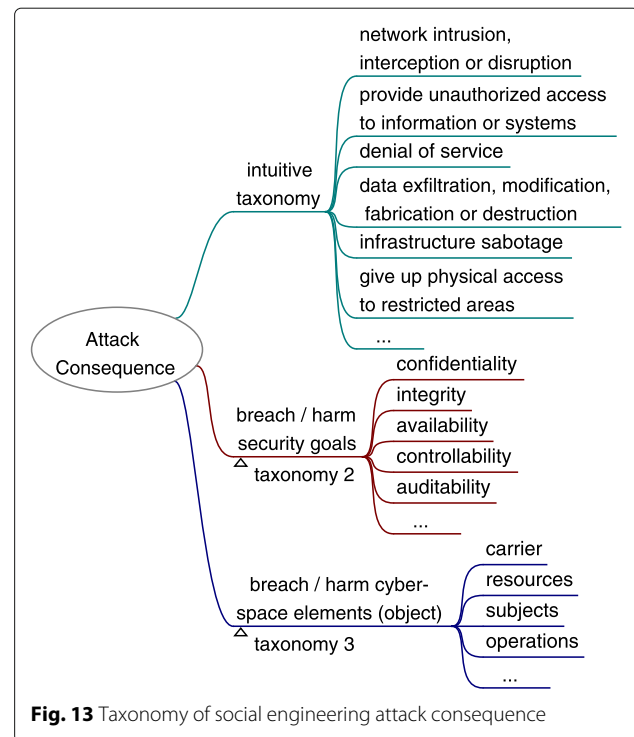 network intrusion,
interception or disruption
provide unauthorized access
to information or systems
denial of service
intuitive
taxonomy
data exfiltration, modification,
fabrication or destruction
infrastructure sabotage
give up physical access
to restricted areas
...
Attack
Consequence
confidentiality
integrity
breach / harm
security goals
taxonomy 2
availability
controllability
auditability
...
carrier
resources
breach / harm cyber-
space elements (object)
taxonomy 3
subjects
operations
...
Fig. 13 Taxonomy of social engineering attack consequence